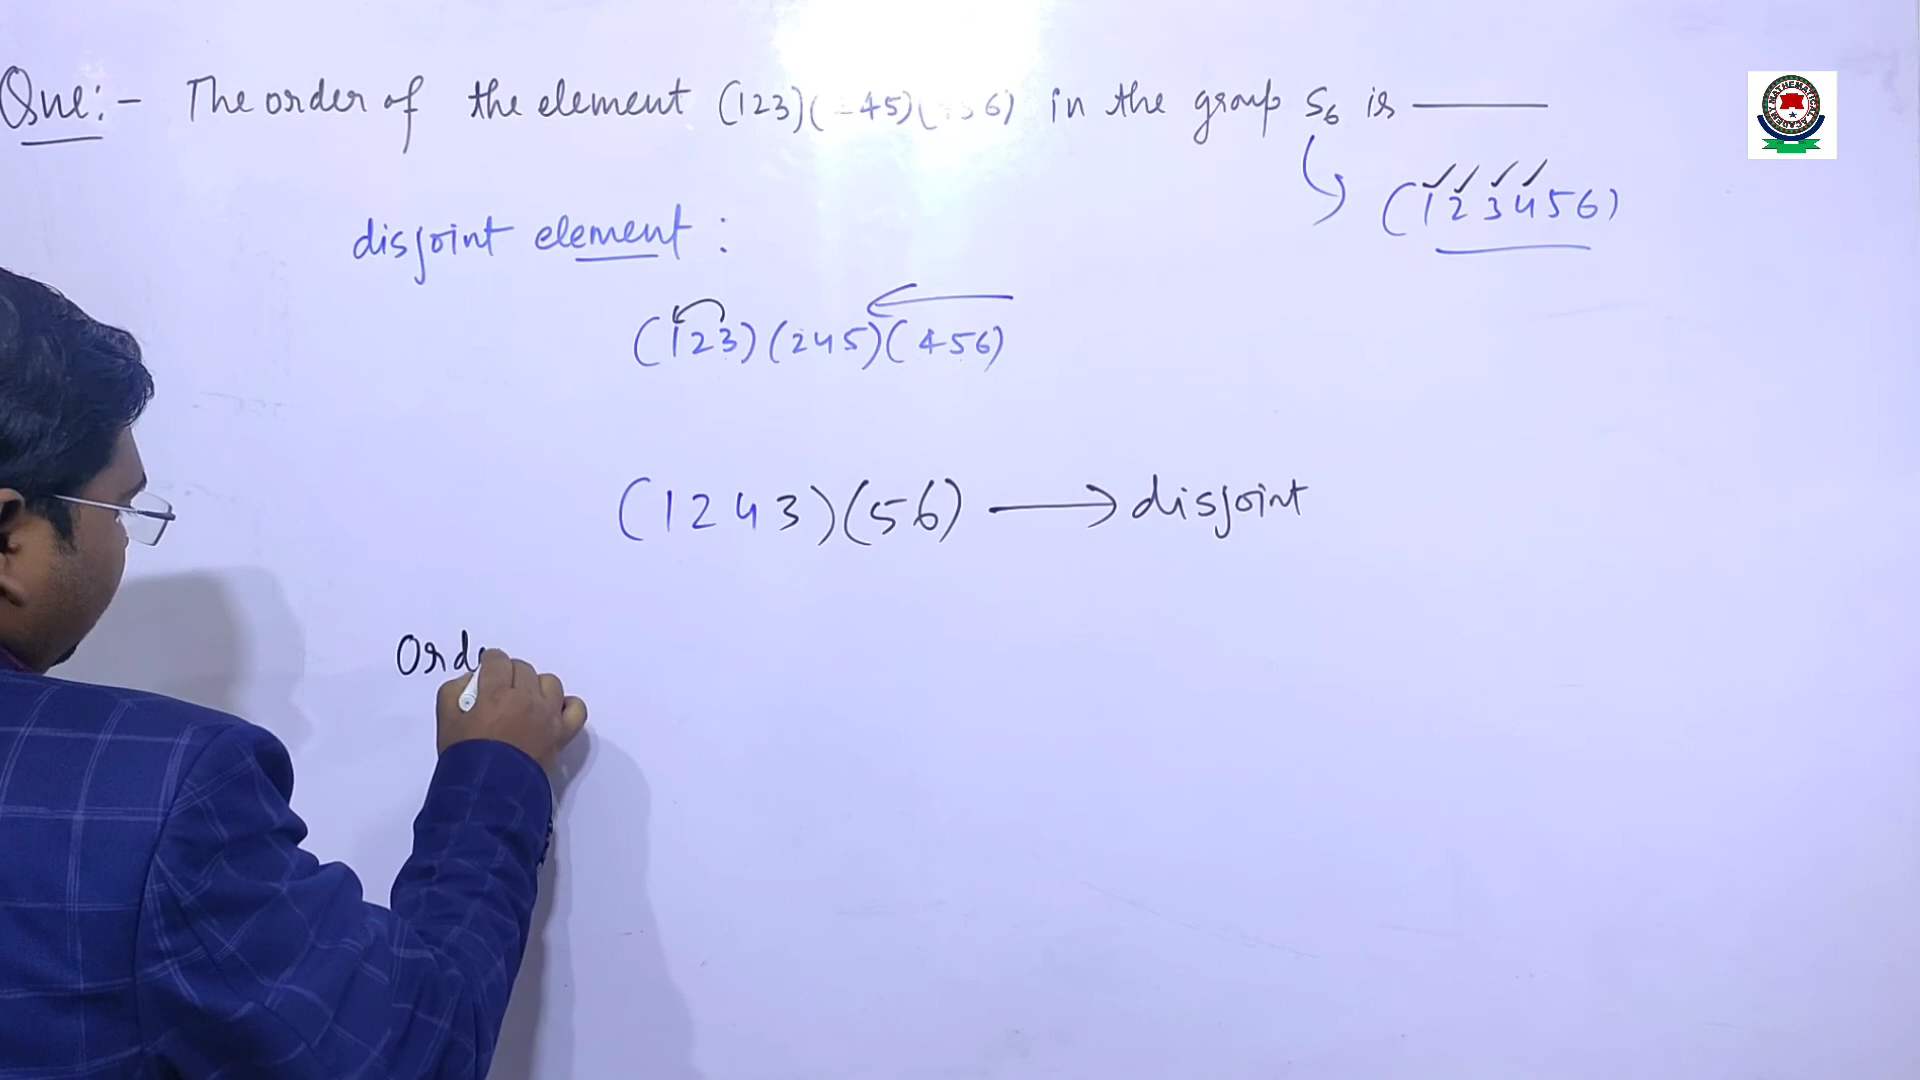 Que:- The order of the element (123)(245)(456) in the group S6 is ———
(123456)
disjoint element :
(123)(245)(456)
(1243)(56) ⟶ disjoint
Orde